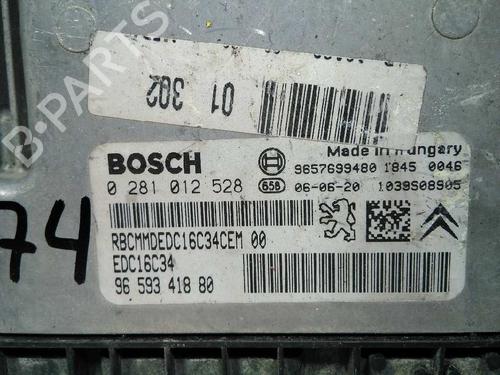 B-PARTS
01 302
BOSCH
Made in Hungary
9657699480 1845 0046
0 281 012 528 658 06-06-20 1039S08905
RBCMMDEDC16C34CEM 00
EDC16C34
96 593 418 80
74